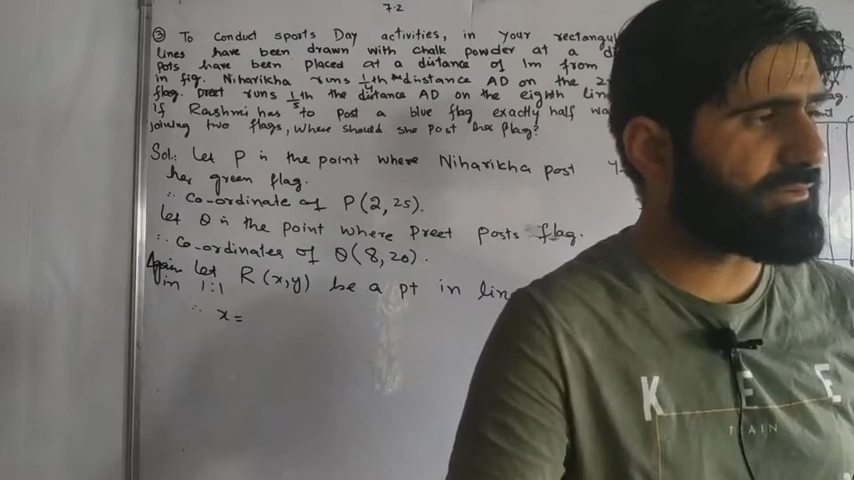 7.2
③ To conduct sports Day activities, in your rectangul
lines have been drawn with chalk powder at a d
pots have been placed at a distance of 1m from
in fig. Niharikha runs 1/4 th distance AD on the 2
flag. Preet runs 1/5 th the distance AD on the eighth lin
if Rashmi has to post a blue flag exactly half wa
joining two flags, where should she post her flag?
Sol: Let P is the point where Niharikha post
her green flag.
∴ co-ordinate of P(2,25).
let Q is the point where Preet posts flag.
∴ co-ordinates of Q(8,20).
Again let R(x,y) be a pt in lin
in 1:1
∴ x=
KEE
TRAIN